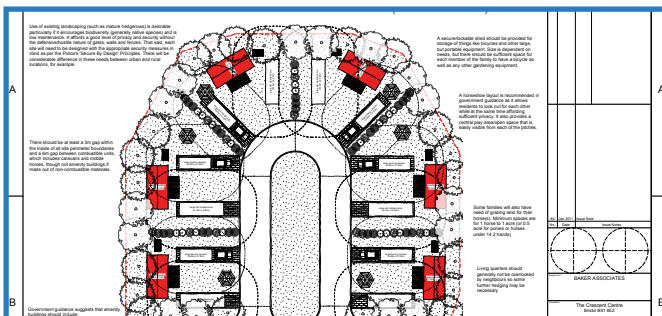 Use of existing landscaping (such as mature hedgerows) is desirable
particularly if it encourages biodiversity (generally native species) and is
low maintenance. It affords a good level of privacy and security without
the defensive/hostile nature of gates, walls and fences. That said, each
site will need to be designed with the appropriate security measures in
mind as per the Police's 'Secure By Design' Principles. There will be
considerable difference in these needs between urban and rural
locations, for example.
A secure/lockable shed should be provided for
storage of things like bicycles and other large,
but portable equipment. Size is dependent on
needs, but there should be sufficient space for
each member of the family to have a bicycle as
well as any other gardening equipment.
A
A
A horseshoe layout is recommended in
government guidance as it allows
residents to look out for each other
while at the same time affording
sufficient privacy. It also provides a
central play area/open space that is
easily visible from each of the pitches.
There should be at least a 3m gap within
the inside of all site perimeter boundaries
and a 6m gap between combustible units,
which includes caravans and mobile
homes, though not amenity buildings if
made out of non-combustible materials.
Some families will also have
need of grazing land for their
horse(s). Minimum spaces are
for 1 horse to 1 acre (or 0.5
acre for ponies or horses
under 14:2 hands)
Jan 2011 Issue Note
No. Date Issue Notes
Living quarters should
generally not be overlooked
by neighbours so some
further hedging may be
necessary.
BAKER ASSOCIATES
B
B
The Crescent Centre
Bristol BS1 6EZ
Government guidance suggests that amenity
buildings should include: